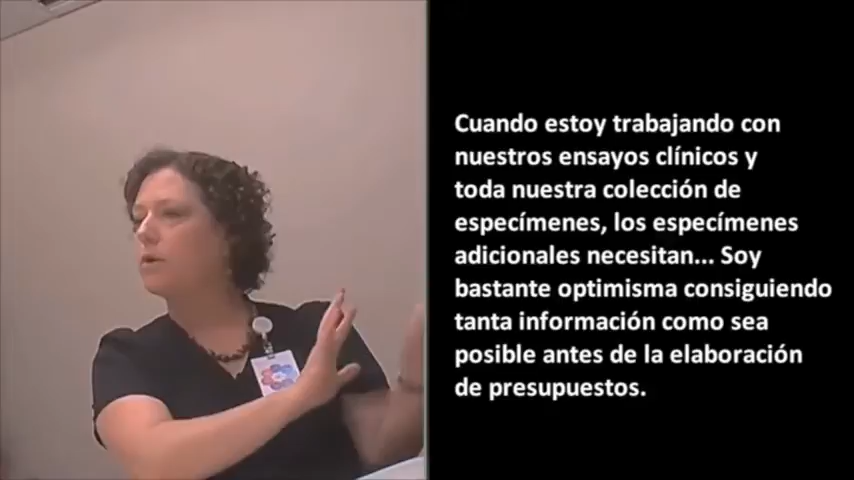 Cuando estoy trabajando con
nuestros ensayos clínicos y
toda nuestra colección de
especímenes, los especímenes
adicionales necesitan... Soy
bastante optimisma consiguiendo
tanta información como sea
posible antes de la elaboración
de presupuestos.